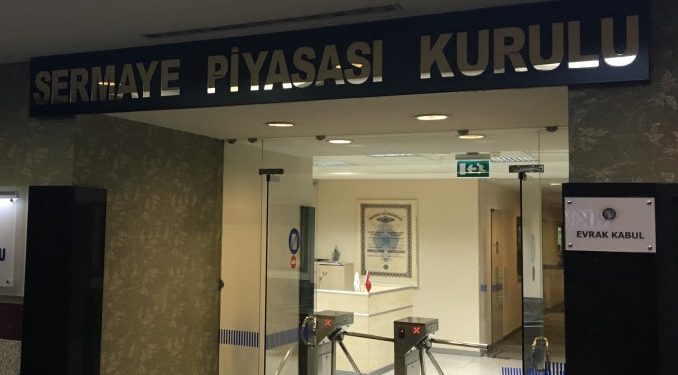 SERMAYE PİYASASI KURULU
EVRAK KABUL